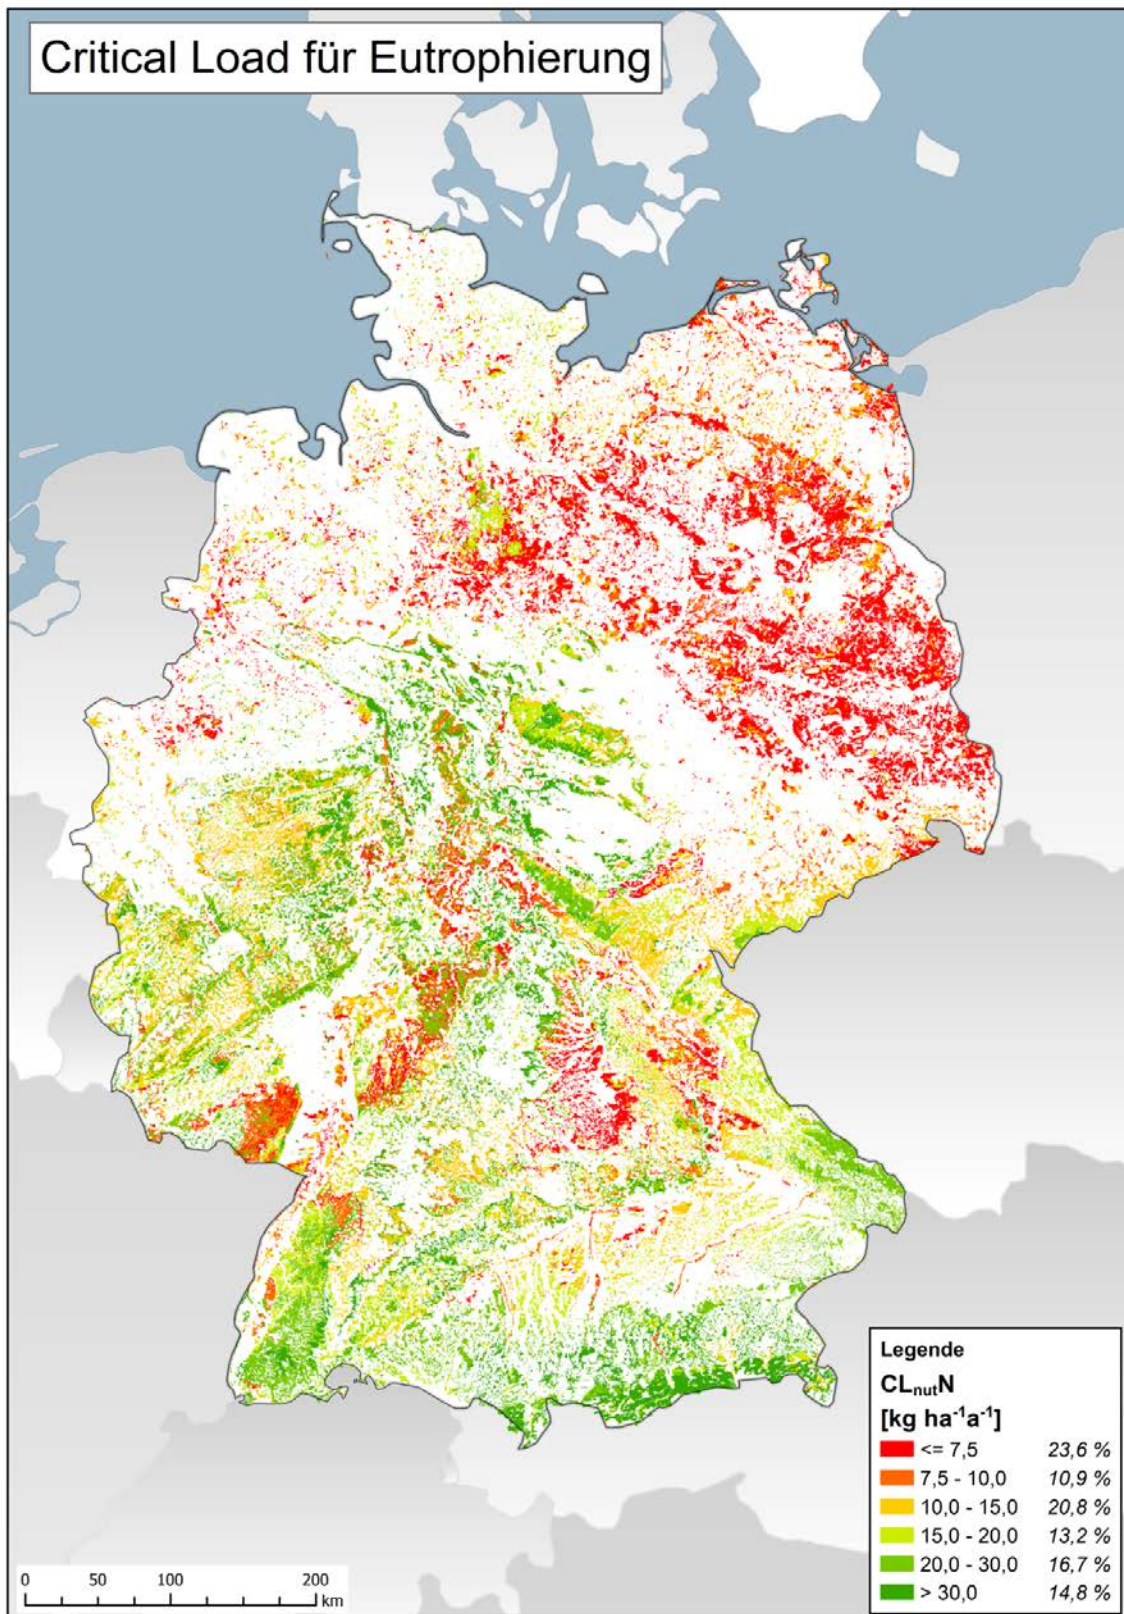 Critical Load für Eutrophierung
Legende
CLnutN
[kg ha⁻¹a⁻¹]
<= 7,5 23,6 %
7,5 - 10,0 10,9 %
10,0 - 15,0 20,8 %
15,0 - 20,0 13,2 %
20,0 - 30,0 16,7 %
> 30,0 14,8 %
0 50 100 200
km